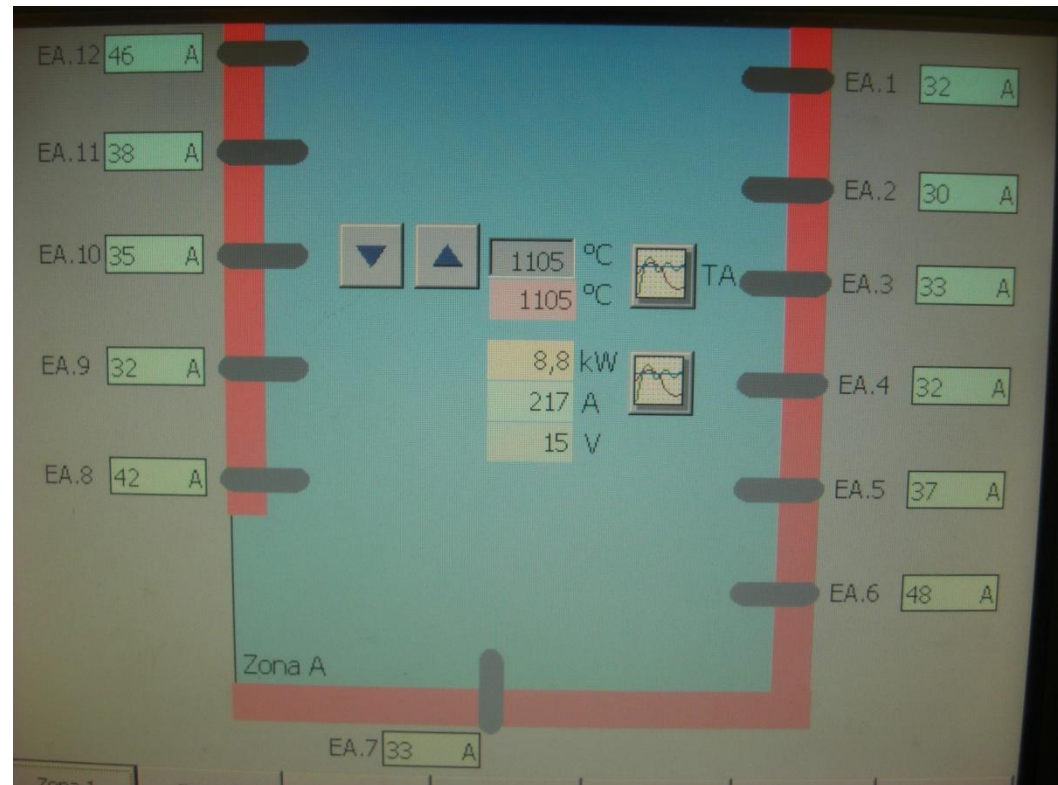 EA.12 46 A
EA.11 38 A
EA.10 35 A
EA.9 32 A
EA.8 42 A
1105 °C
1105 °C
TA
8,8 kW
217 A
15 V
EA.1 32 A
EA.2 30 A
EA.3 33 A
EA.4 32 A
EA.5 37 A
EA.6 48 A
Zona A
EA.7 33 A
Zona 1